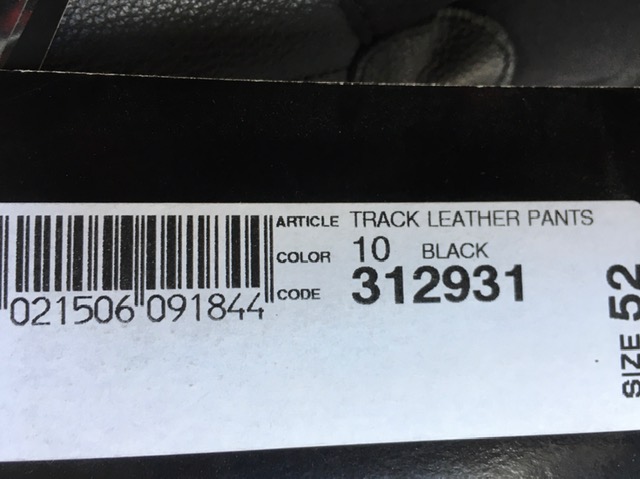 ARTICLE TRACK LEATHER PANTS
COLOR 10 BLACK
CODE 312931
021506 091844
SIZE 52